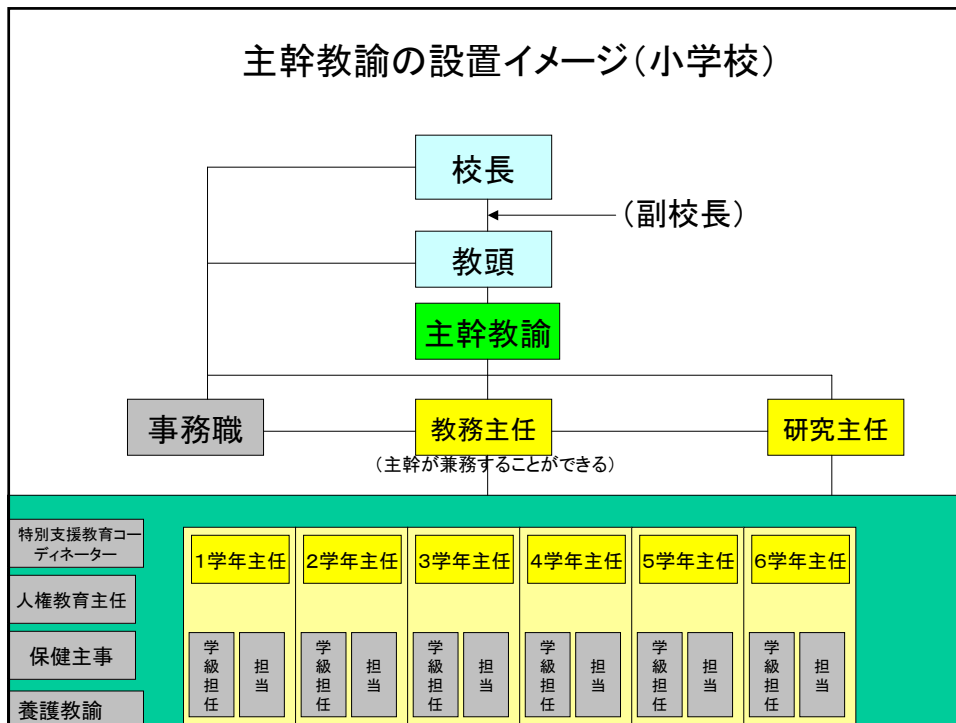 主幹教諭の設置イメージ（小学校）
校長
（副校長）
教頭
主幹教諭
事務職
教務主任
研究主任
（主幹が兼務することができる）
特別支援教育コー
ディネーター
人権教育主任
保健主事
養護教諭
1学年主任
2学年主任
3学年主任
4学年主任
5学年主任
6学年主任
学級担任
担当
学級担任
担当
学級担任
担当
学級担任
担当
学級担任
担当
学級担任
担当